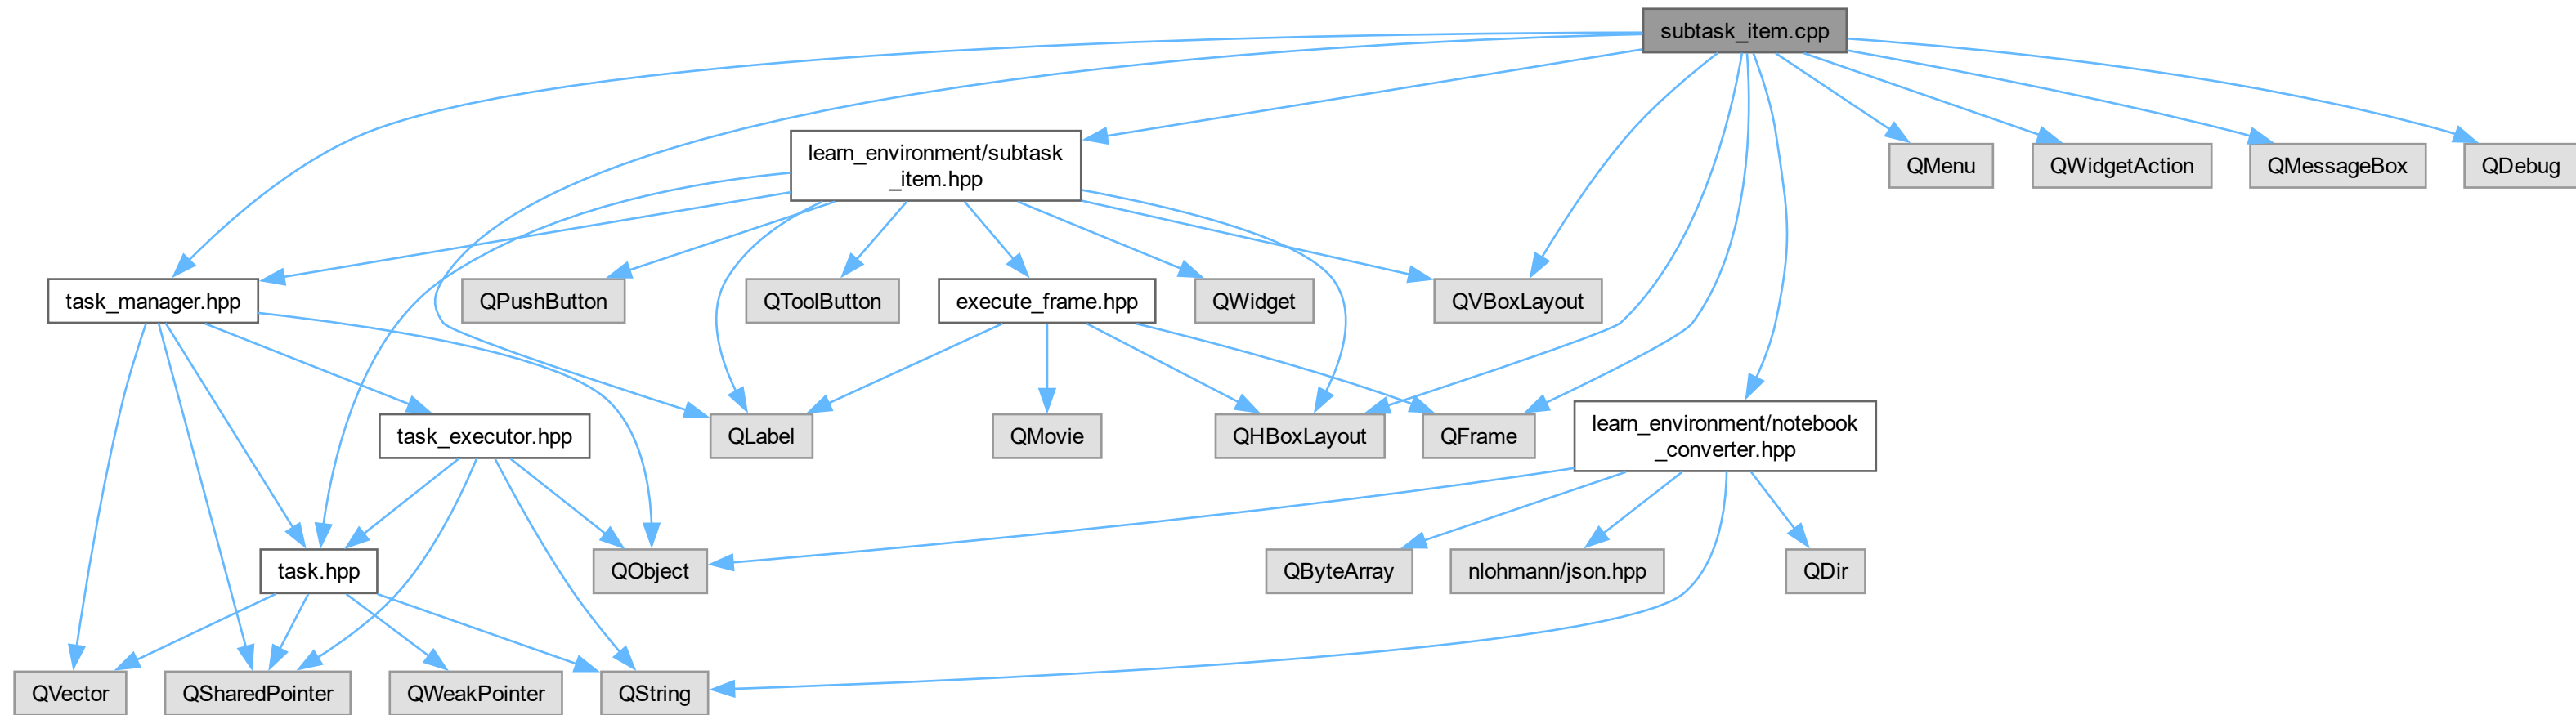 subtask_item.cpp
learn_environment/subtask
_item.hpp
QMenu
QWidgetAction
QMessageBox
QDebug
task_manager.hpp
QPushButton
QToolButton
execute_frame.hpp
QWidget
QVBoxLayout
task_executor.hpp
QLabel
QMovie
QHBoxLayout
QFrame
learn_environment/notebook
_converter.hpp
task.hpp
QObject
QByteArray
nlohmann/json.hpp
QDir
QVector
QSharedPointer
QWeakPointer
QString